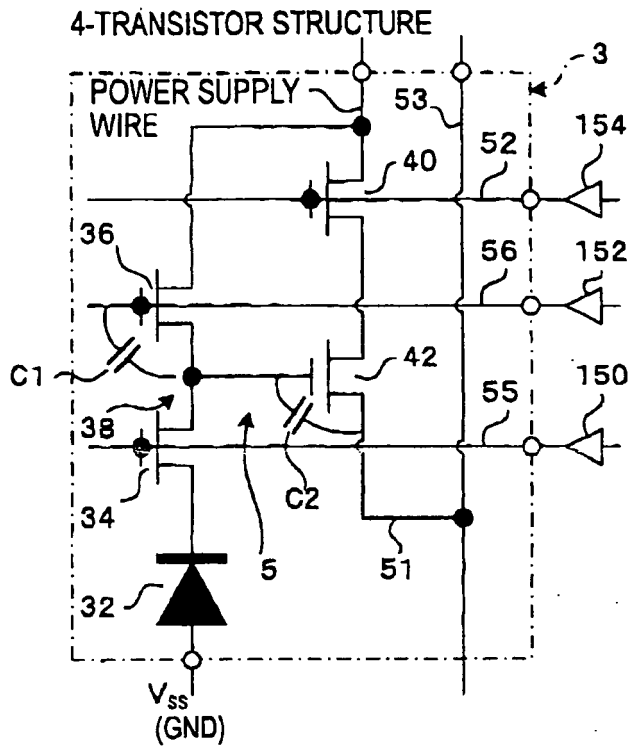 4-TRANSISTOR STRUCTURE
3
POWER SUPPLY
WIRE
53
154
40
52
36
56
152
C1
42
55
150
38
34
C2
5
51
32
VSS
(GND)